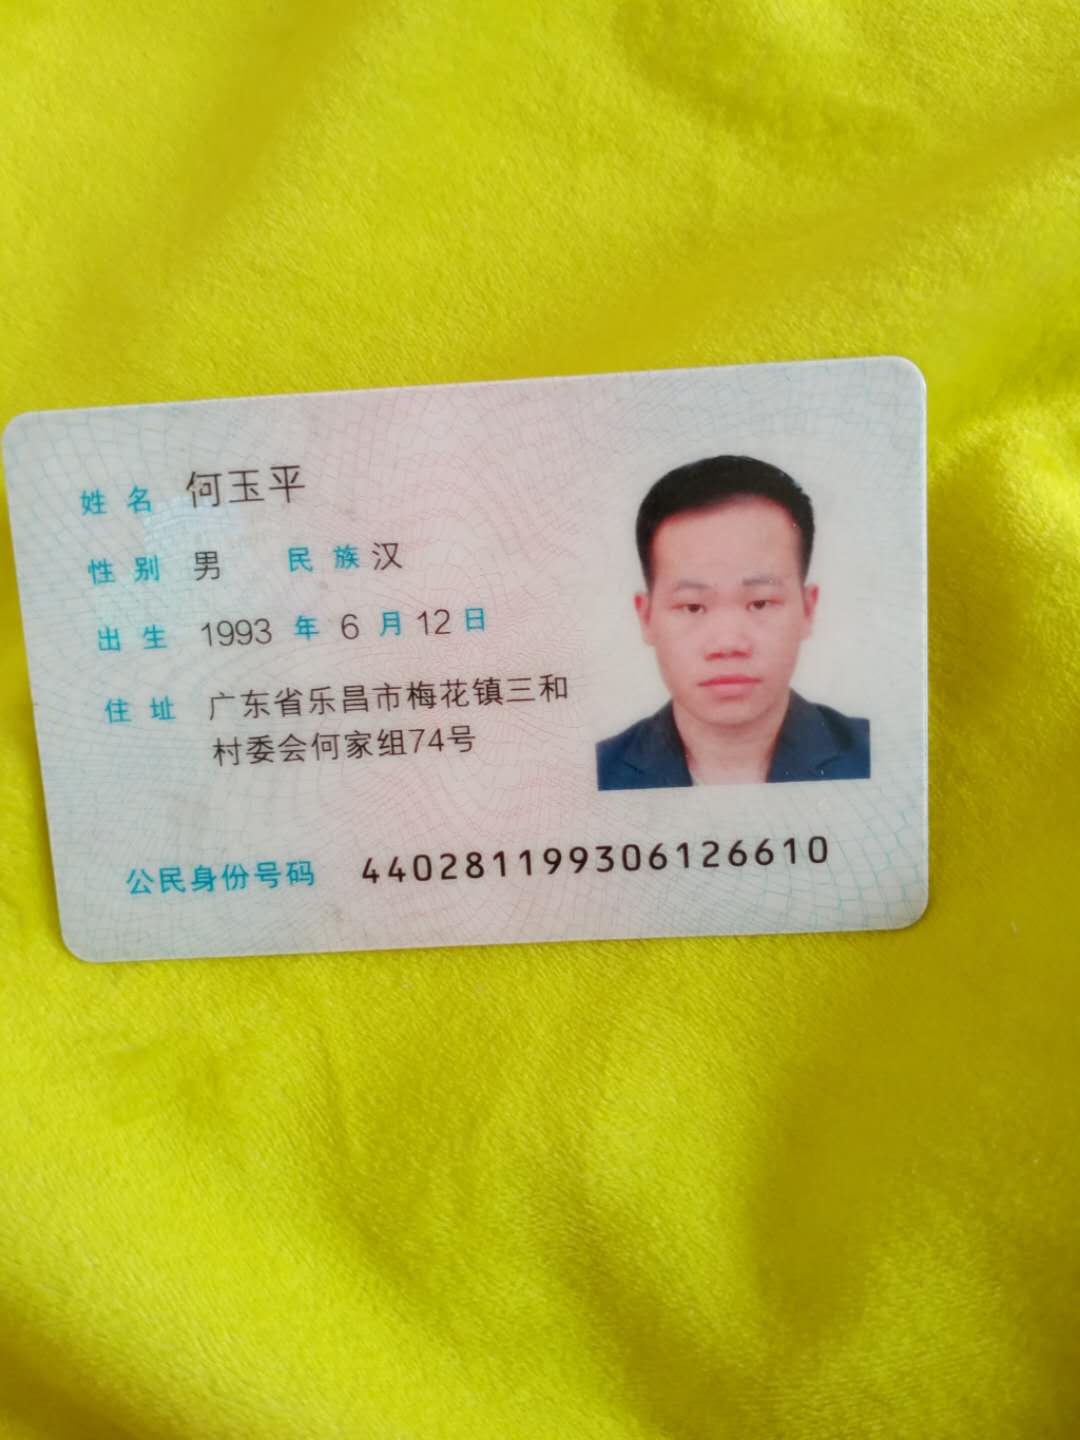 姓名 何玉平
性别 男 民族 汉
出生 1993 年 6 月 12 日
住址 广东省乐昌市梅花镇三和
村委会何家组74号
公民身份号码 440281199306126610